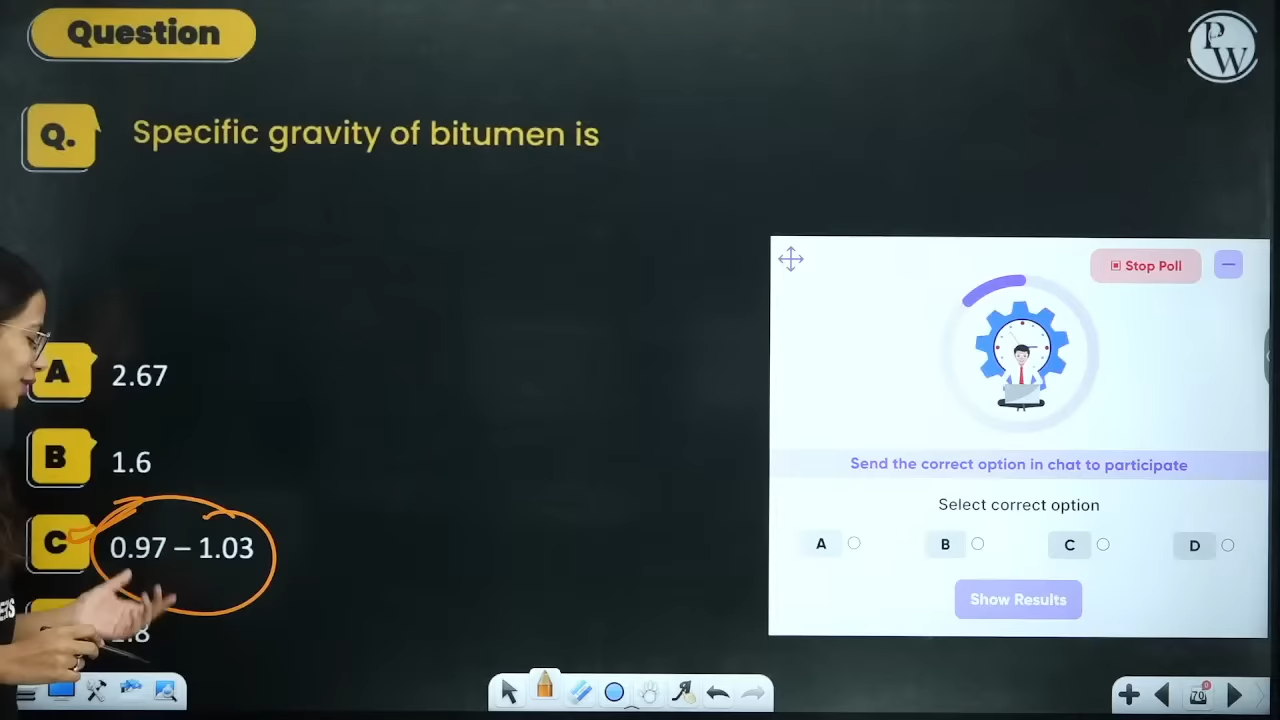 Question
PW
Q. Specific gravity of bitumen is
A 2.67
B 1.6
C 0.97 – 1.03
Stop Poll
Send the correct option in chat to participate
Select correct option
A B C D
Show Results